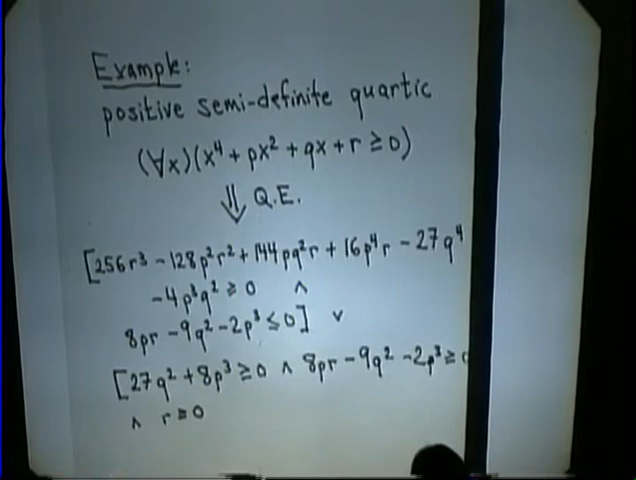 Example:
positive semi-definite quartic
(∀x)(x⁴ + px² + qx + r ≥ 0)
⇓ Q.E.
[256r³ - 128p²r² + 144pq²r + 16p⁴r - 27q⁴
- 4p³q² ≥ 0 ∧
8pr - 9q² - 2p³ ≤ 0] ∨
[27q² + 8p³ ≥ 0 ∧ 8pr - 9q² - 2p³ ≥ 0
∧ r ≥ 0